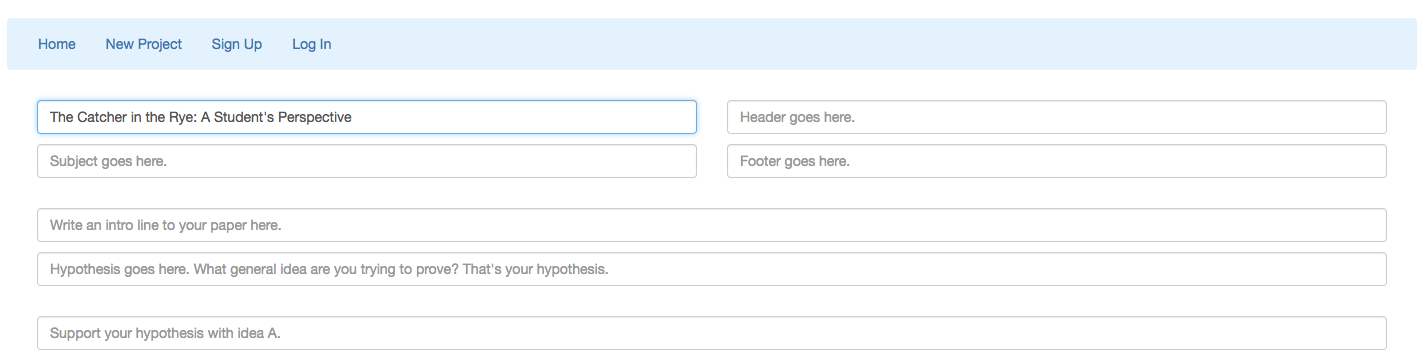 Home New Project Sign Up Log In
The Catcher in the Rye: A Student's Perspective
Header goes here.
Subject goes here.
Footer goes here.
Write an intro line to your paper here.
Hypothesis goes here. What general idea are you trying to prove? That's your hypothesis.
Support your hypothesis with idea A.